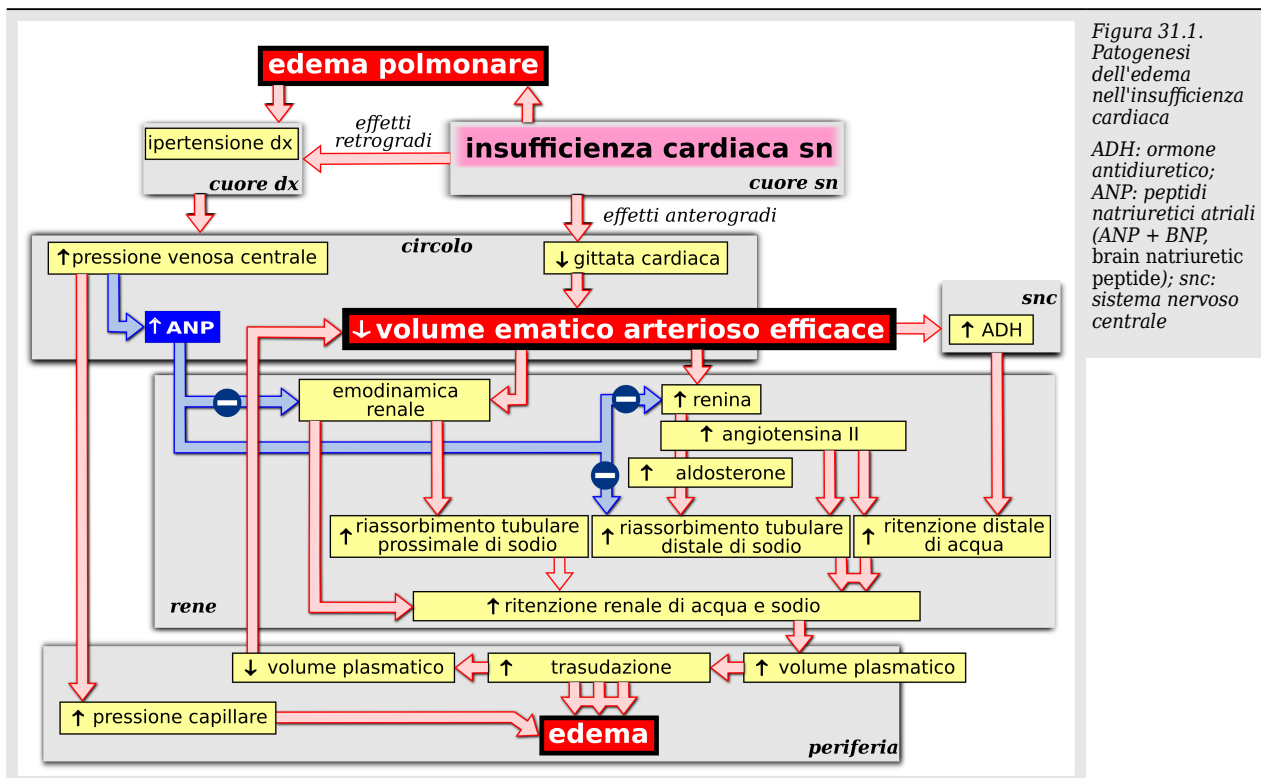 edema polmonare
effetti
retrogradi
ipertensione dx
cuore dx
insufficienza cardiaca sn
cuore sn
effetti anterogradi
circolo
↑pressione venosa centrale
↓ gittata cardiaca
↑ ANP
↓volume ematico arterioso efficace
snc
↑ ADH
emodinamica
renale
↑ renina
↑ angiotensina II
↑ aldosterone
↑riassorbimento tubulare
prossimale di sodio
↑riassorbimento tubulare
distale di sodio
↑ ritenzione distale
di acqua
↑ritenzione renale di acqua e sodio
rene
↓ volume plasmatico
↑ trasudazione
↑ volume plasmatico
↑ pressione capillare
edema
periferia
Figura 31.1.
Patogenesi
dell'edema
nell'insufficienza
cardiaca
ADH: ormone
antidiuretico;
ANP: peptidi
natriuretici atriali
(ANP + BNP,
brain natriuretic
peptide); snc:
sistema nervoso
centrale